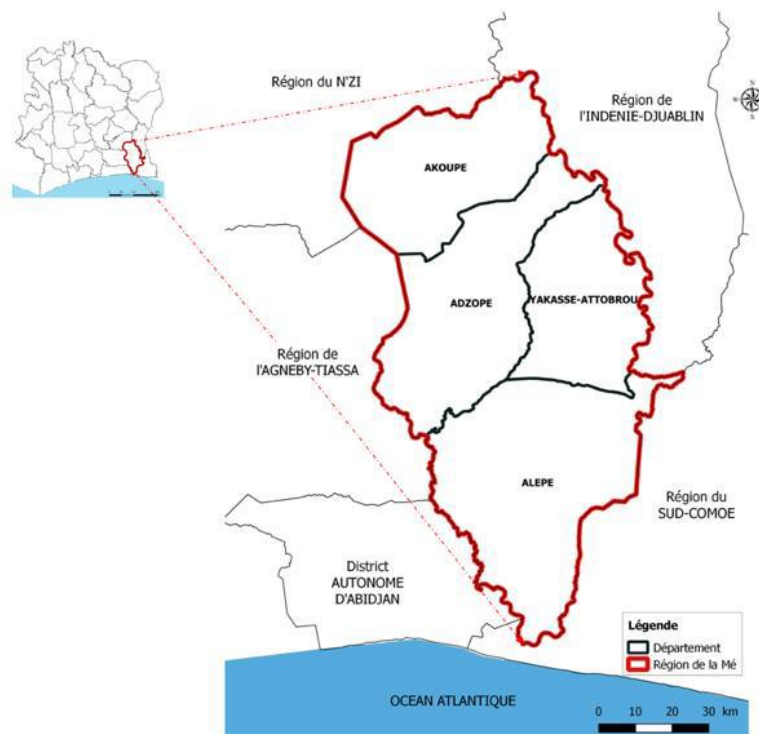 Région du N'ZI
Région de
l'INDENIE-DJUABLIN
N
S
AKOUPE
ADZOPE
YAKASSE-ATTOBROU
Région de
l'AGNEBY-TIASSA
ALEPE
Région du
SUD-COMOE
District
AUTONOME
D'ABIDJAN
Légende
Département
Région de la Mé
OCEAN ATLANTIQUE
0 10 20 30 km